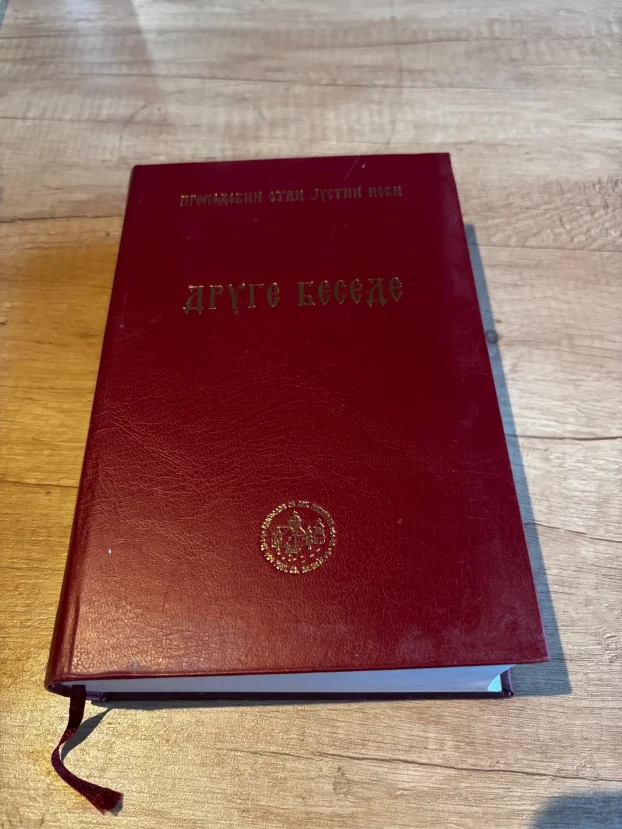 ПРЕПОДОБНИ ОТАЦ ЈУСТИН НОВИ
ДРУГЕ БЕСЕДЕ